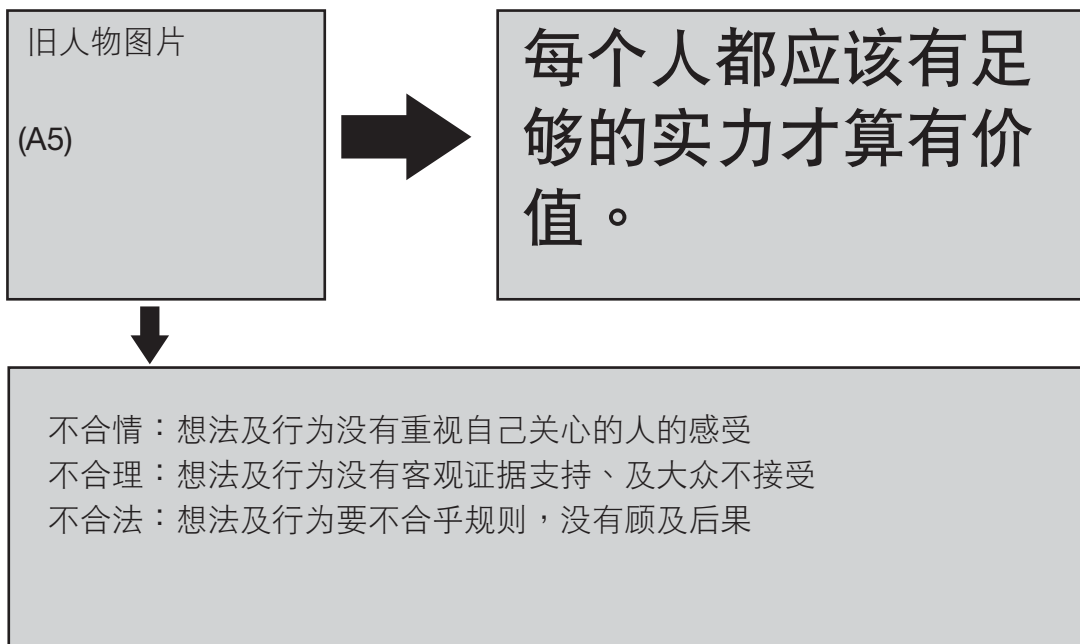 旧人物图片
(A5)
每个人都应该有足
够的实力才算有价
值。
不合情：想法及行为没有重视自己关心的人的感受
不合理：想法及行为没有客观证据支持、及大众不接受
不合法：想法及行为要不合乎规则，没有顾及后果